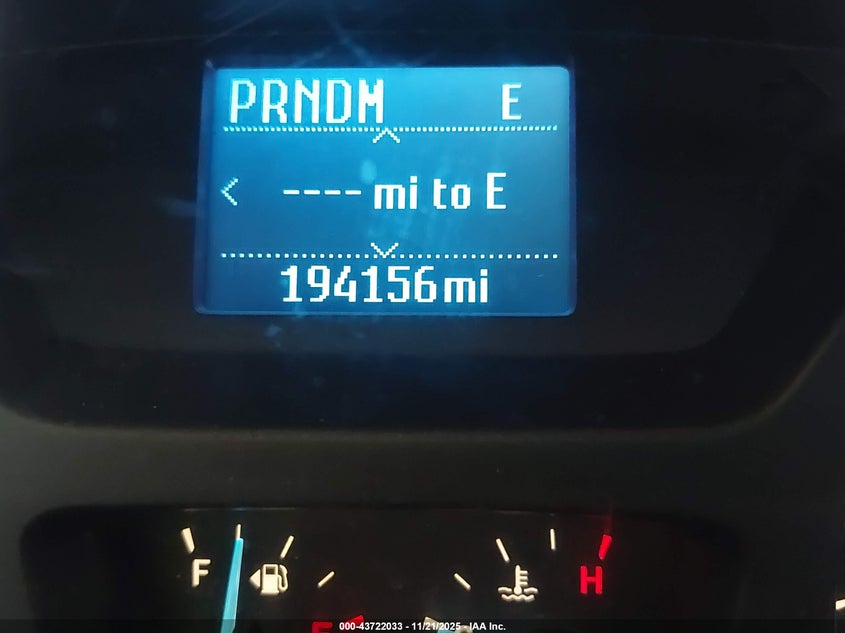 PRNDM E
< ---- mi to E
194156mi
F H
E
000-43722033 - 11/21/2025 - IAA Inc.